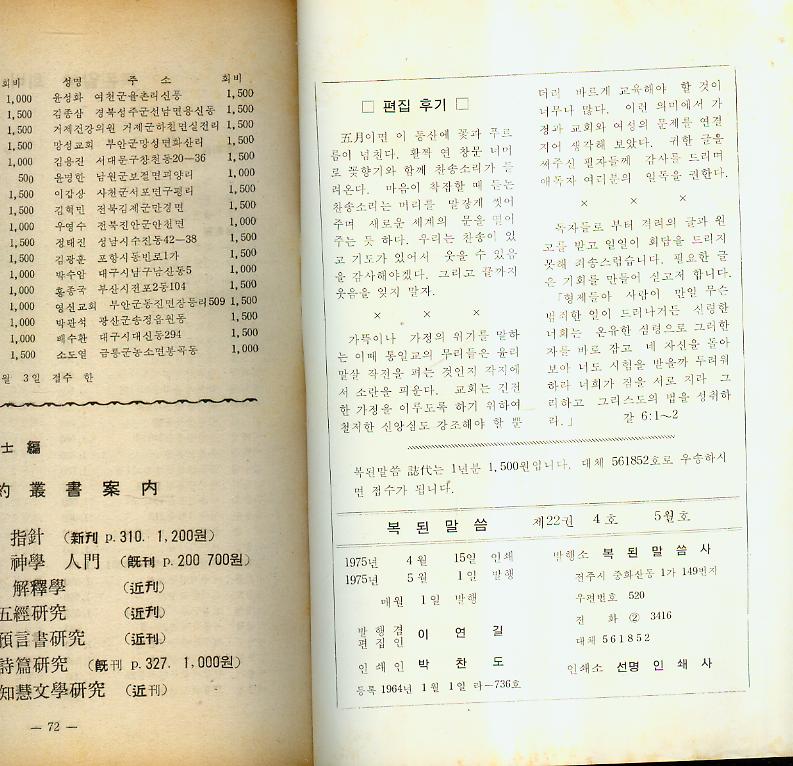 회비 성명 주 소 회비
1,000 윤성화 여천군율촌리신풍 1,500
1,500 김종삼 경북성주군선남면용신동 1,500
1,500 거제건강의원 거제군하천면실전리 1,500
1,500 망성교회 부안군망성면화산리 1,500
1,000 김용진 서대문구창천동20—36 1,500
500 윤명한 남원군보절면괴양리 1,000
1,500 이갑상 사천군서포면구평리 1,500
1,500 김혁민 전북김제군만경면 1,500
1,000 우영수 전북진안군안천면 1,000
1,500 정태진 성남시수진동42—38 1,500
1,500 김광훈 포항시동빈로1가 1,500
1,000 박수암 대구시남구남산동5 1,000
1,000 홍종국 부산시전포2동104 1,500
1,000 영신교회 부안군동진면장등리509 1,500
1,000 박관석 광산군송정읍원동 1,500
1,000 배수환 대구시대신동294 1,500
1,500 소도열 금릉군농소면봉곡동 1,000
월 3일 접수 한
士 編
約 叢 書 案 內
指針 (新刊 p.310. 1,200원)
神學 入門 (旣刊 p.200 700원)
解釋學 (近刊)
五經硏究 (近刊)
預言書硏究 (近刊)
詩篇硏究 (旣刊 p.327. 1,000원)
知慧文學硏究 (近刊)
— 72 —
□ 편집 후기 □
五月이면 이 동산에 꽃과 푸르
름이 넘친다. 활짝 연 창문 너머
로 꽃향기와 함께 찬송소리가 들
려온다. 마음이 착잡할 때 듣는
찬송소리는 머리를 말장게 씻어
주며 새로운 세계의 문을 열어
주는 듯 하다. 우리는 찬송이 있
고 기도가 있어서 웃을 수 있음
을 감사해야겠다. 그리고 끝까지
웃음을 잊지 말자.
× × ×
가뜩이나 가정의 위기를 말하
는 이때 통일교의 무리들은 윤리
말살 작전을 펴는 것인지 각지에
서 소란을 피운다. 교회는 건전
한 가정을 이루도록 하기 위하여
철저한 신앙심도 강조해야 할 뿐
더러 바르게 교육해야 할 것이
너무나 많다. 이런 의미에서 가
정과 교회와 여성의 문제를 연결
지어 생각해 보았다. 귀한 글을
써주신 필자들께 감사를 드리며
애독자 여러분의 일독을 권한다.
× × ×
독자들로 부터 격려의 글과 원
고를 받고 일일이 회답을 드리지
못해 죄송스럽습니다. 필요한 글
은 기회를 만들어 싣고저 합니다.
「형제들아 사람이 만일 무슨
범죄한 일이 드러나거든 신령한
너희는 온유한 심령으로 그러한
자를 바로 잡고 네 자신을 돌아
보아 너도 시험을 받을까 두려워
하라 너희가 짐을 서로 지라 그
리하고 그리스도의 법을 성취하
라.」 갈 6:1~2
복된말씀 誌代는 1년분 1,500원입니다. 대체 561852호로 우송하시
면 접수가 됩니다.
복 된 말 씀 제22권 4호 5월호
1975년 4월 15일 인쇄
1975년 5월 1일 발행
매월 1일 발행
발행겸
편집인 이 연 길
인쇄인 박 찬 도
등록 1964년 1월 1일 라—736호
발행소 복 된 말 씀 사
전주시 중화산동 1가 149번지
우편번호 520
전 화 ② 3416
대체 561852
인쇄소 선명 인 쇄 사